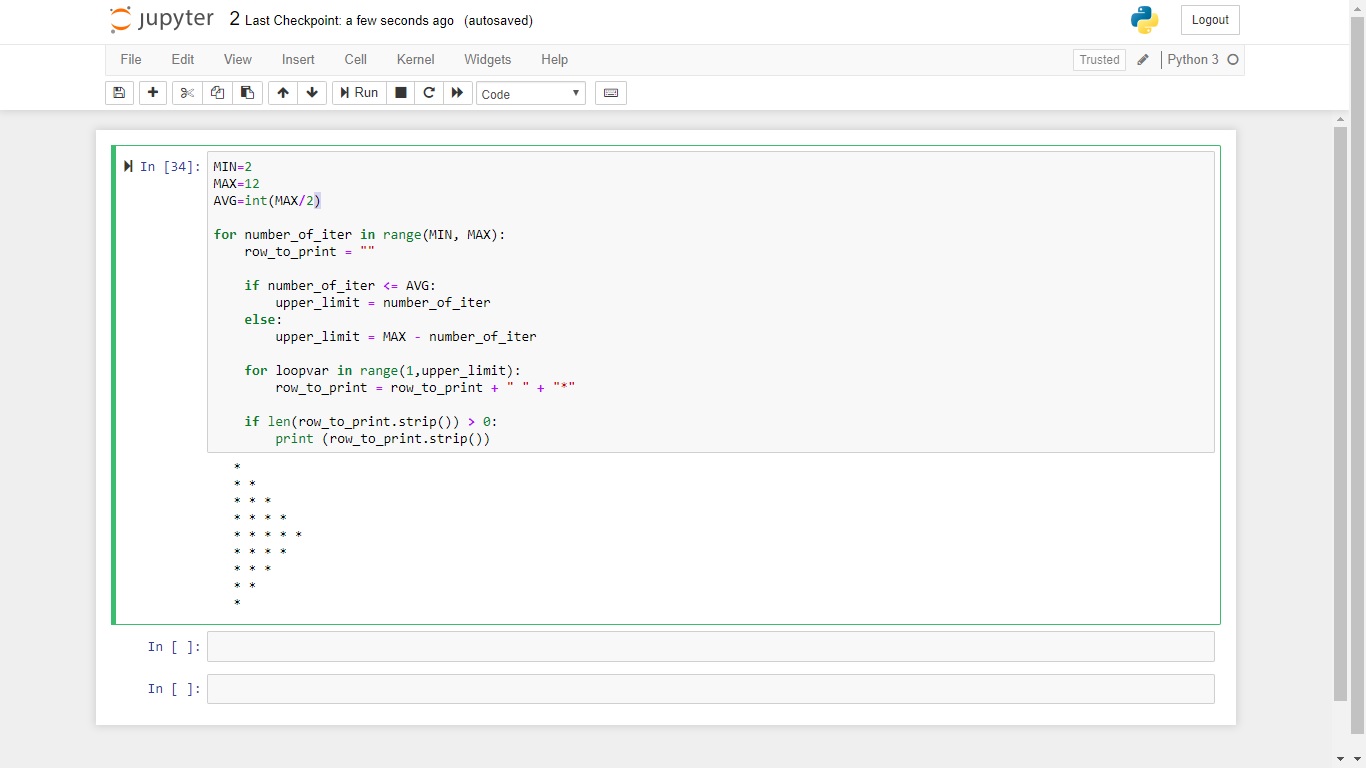 jupyter 2 Last Checkpoint: a few seconds ago (autosaved) Logout
File Edit View Insert Cell Kernel Widgets Help Trusted Python 3
Run Code
In [34]:
MIN=2
MAX=12
AVG=int(MAX/2)
for number_of_iter in range(MIN, MAX):
    row_to_print = ""
    if number_of_iter <= AVG:
        upper_limit = number_of_iter
    else:
        upper_limit = MAX - number_of_iter
    for loopvar in range(1,upper_limit):
        row_to_print = row_to_print + " " + "*"
    if len(row_to_print.strip()) > 0:
        print (row_to_print.strip())
*
* *
* * *
* * * *
* * * * *
* * * *
* * *
* *
*
In [ ]:
In [ ]: